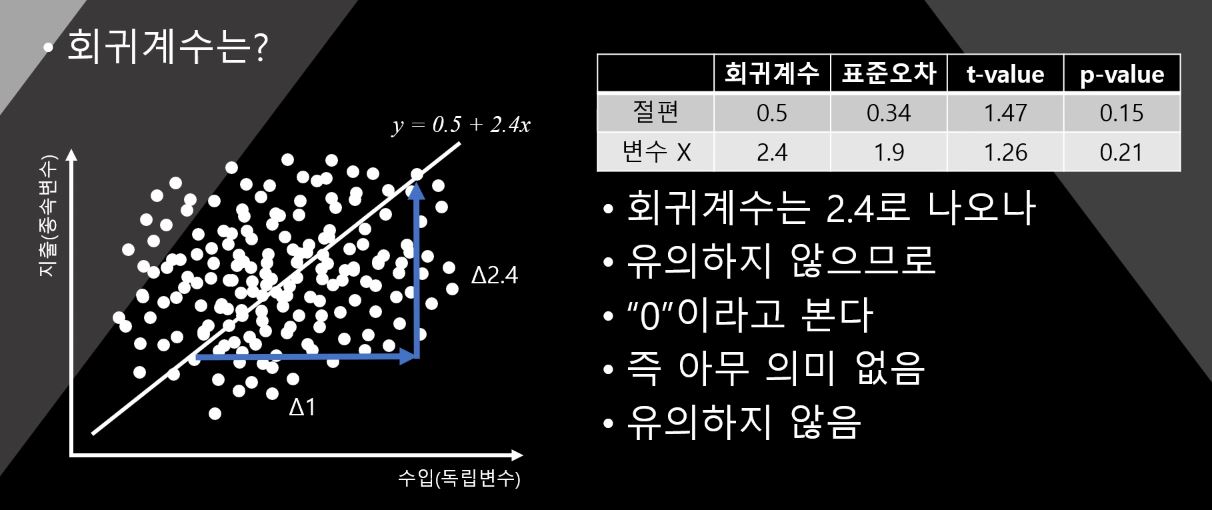 • 회귀계수는?
y = 0.5 + 2.4x
지출(종속변수)
Δ2.4
Δ1
수입(독립변수)
회귀계수 표준오차 t-value p-value
절편 0.5 0.34 1.47 0.15
변수 X 2.4 1.9 1.26 0.21
• 회귀계수는 2.4로 나오나
• 유의하지 않으므로
• “0”이라고 본다
• 즉 아무 의미 없음
• 유의하지 않음